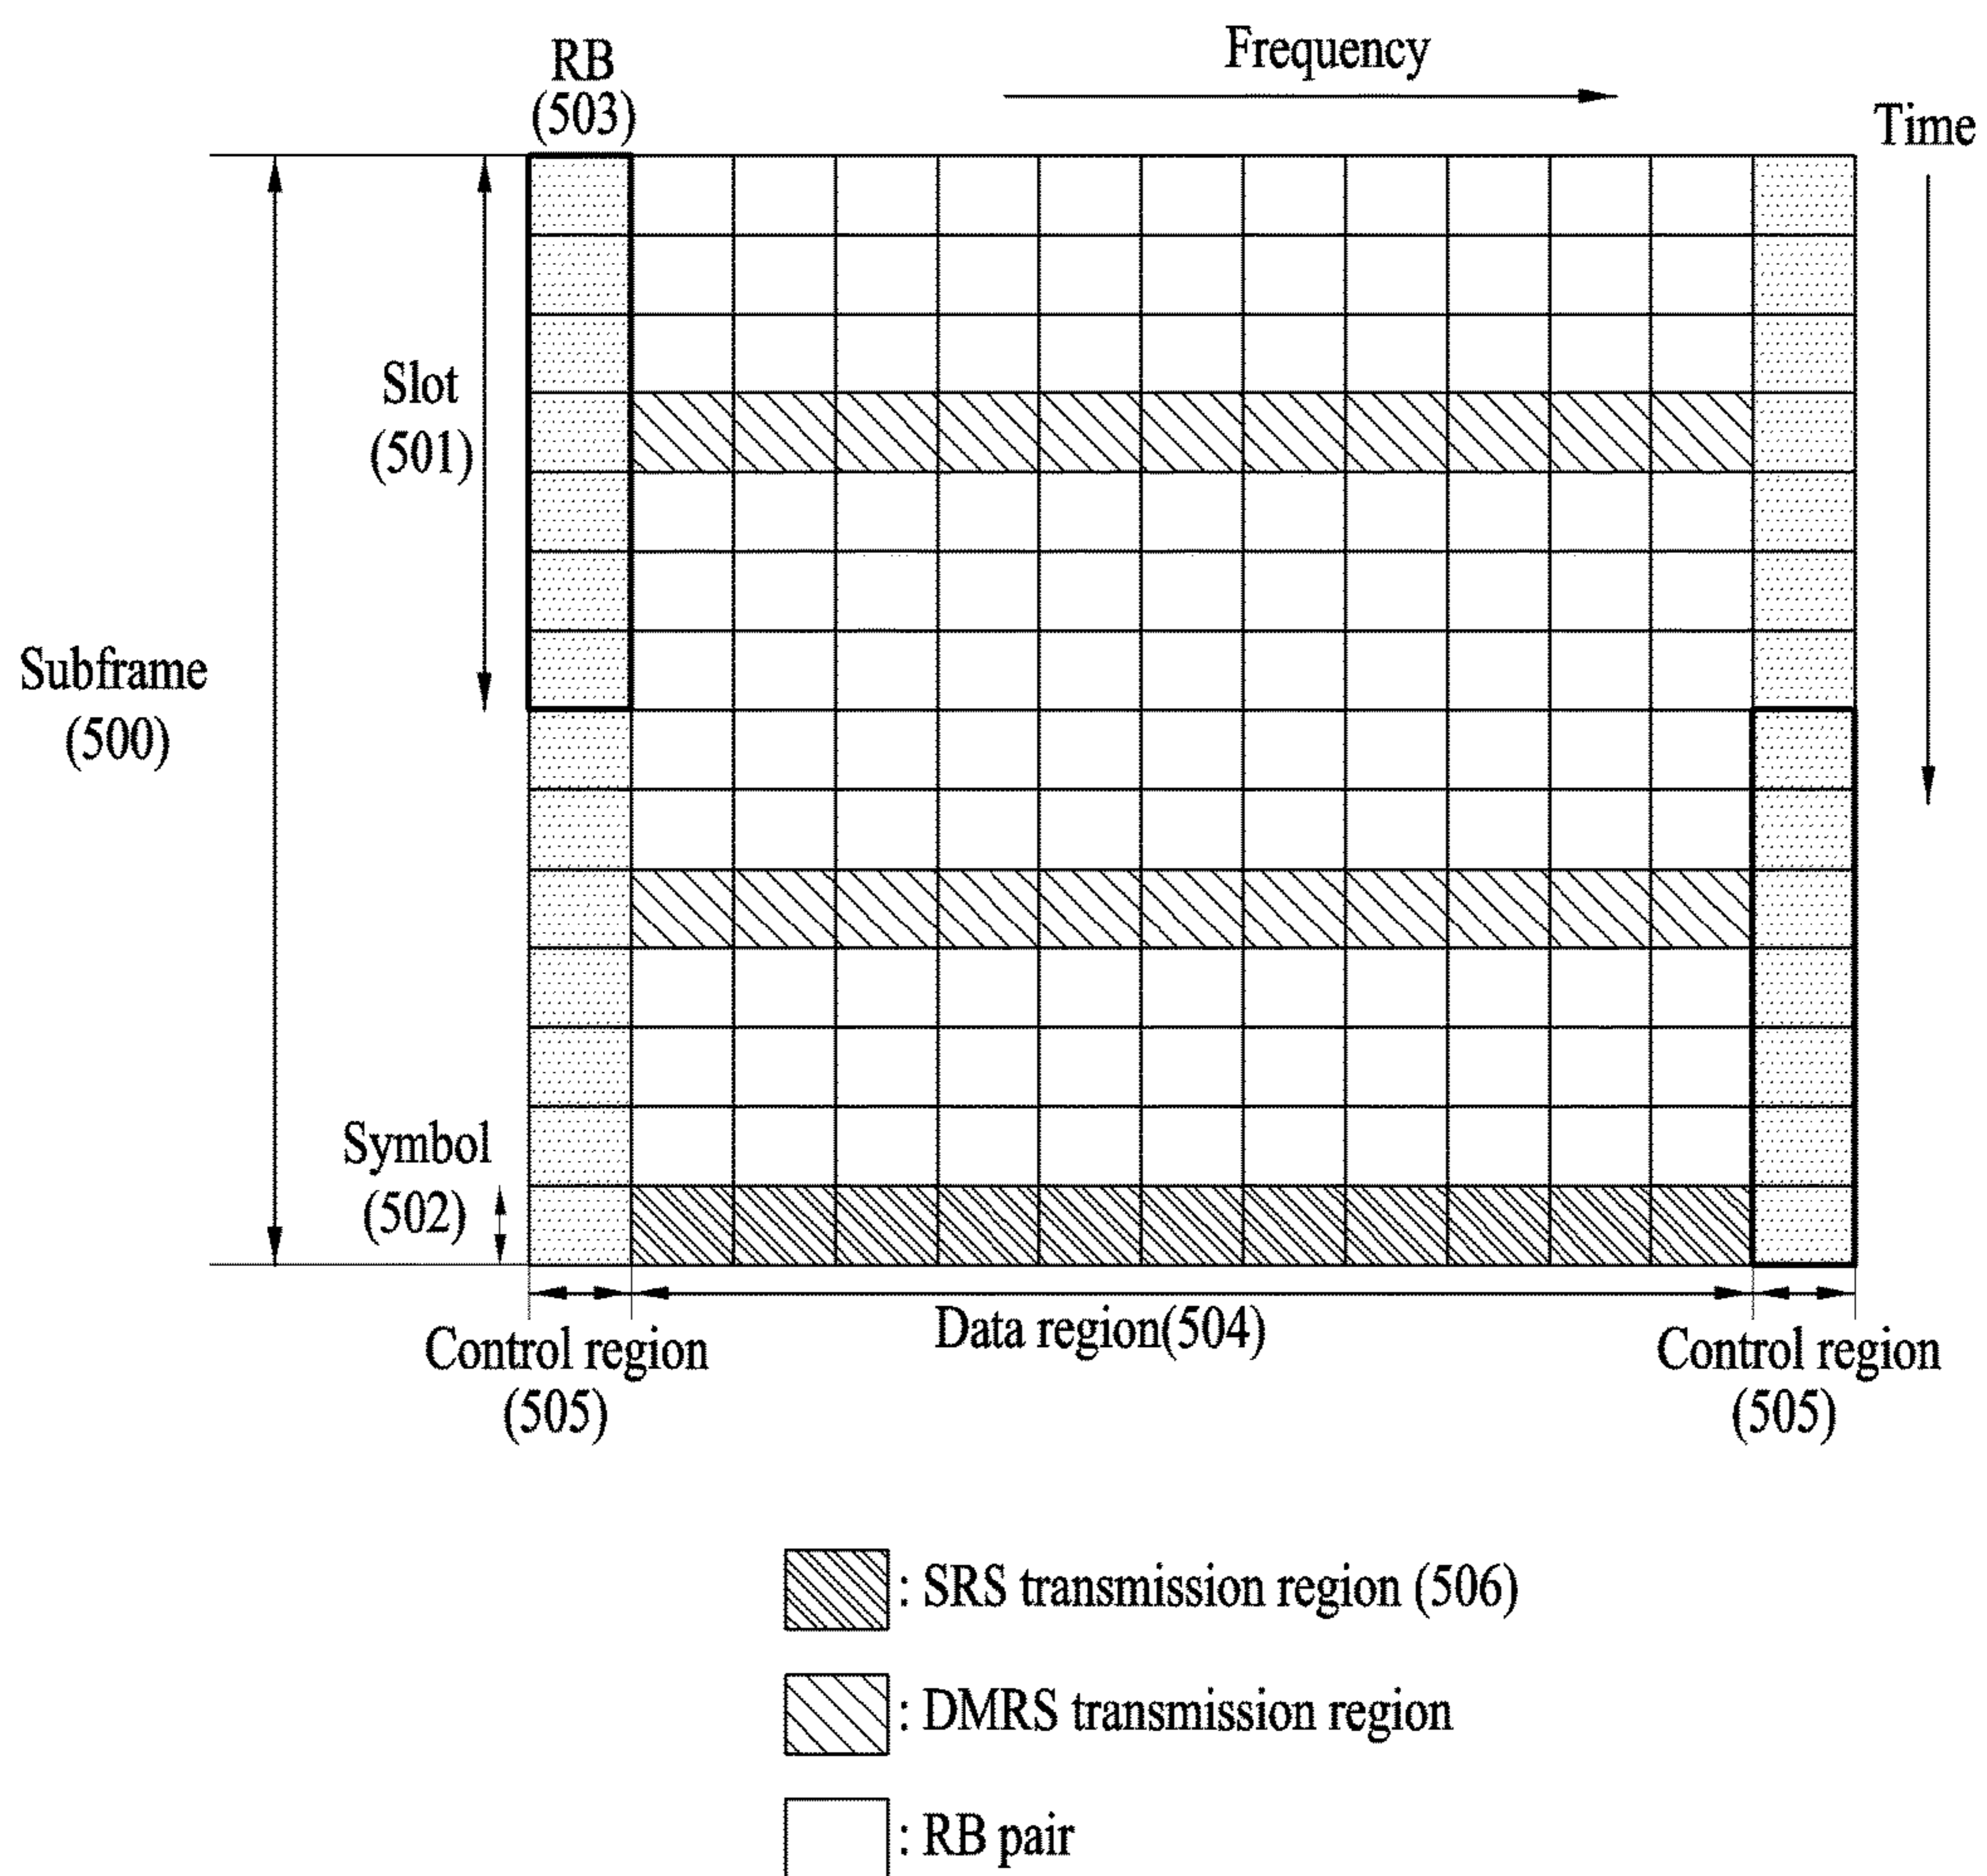 RB
(503)
Frequency
Time
Slot
(501)
Subframe
(500)
Symbol
(502)
Control region
(505)
Data region(504)
Control region
(505)
: SRS transmission region (506)
: DMRS transmission region
: RB pair